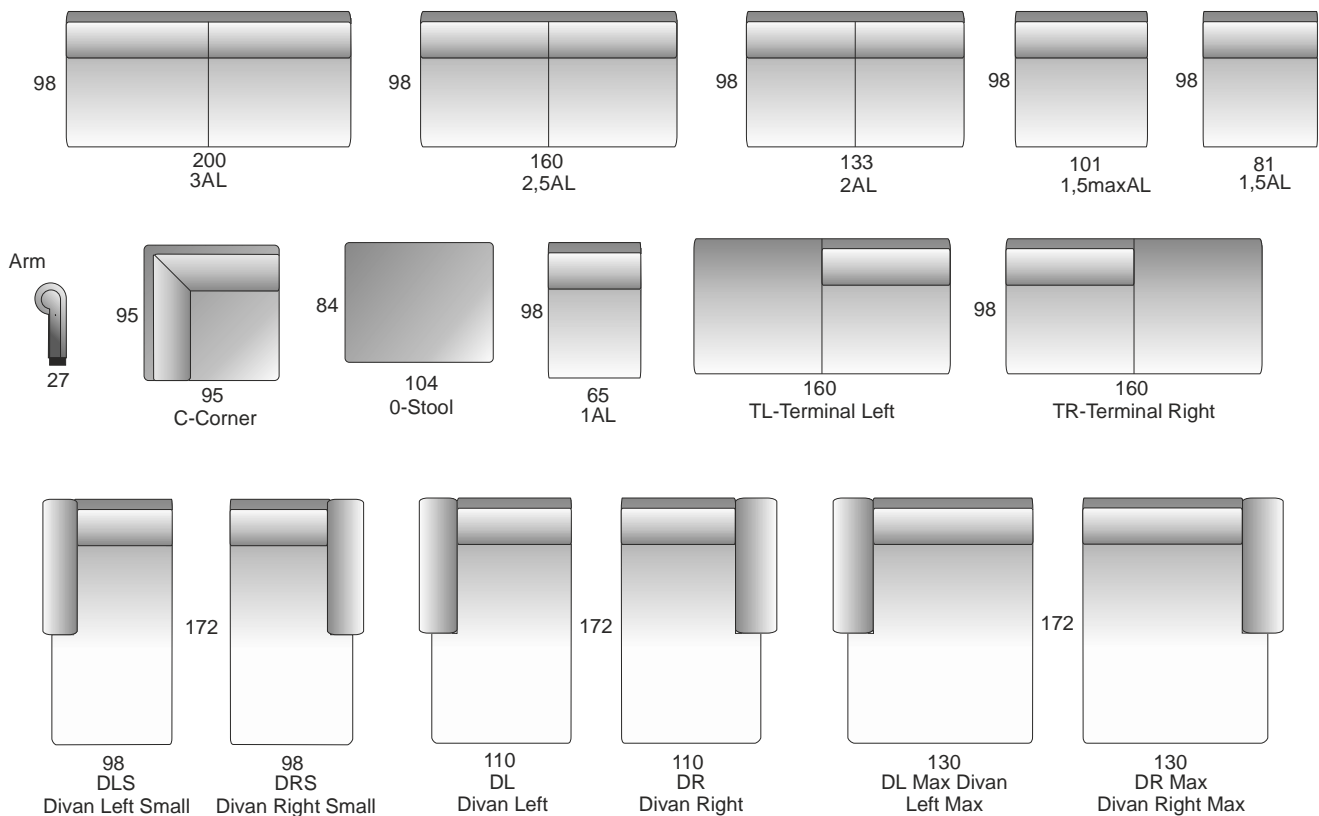 98
200
3AL
98
160
2,5AL
98
133
2AL
98
101
1,5maxAL
98
81
1,5AL
Arm
27
95
95
C-Corner
84
104
0-Stool
98
65
1AL
160
TL-Terminal Left
98
160
TR-Terminal Right
98
DLS
Divan Left Small
172
98
DRS
Divan Right Small
110
DL
Divan Left
172
110
DR
Divan Right
130
DL Max Divan
Left Max
172
130
DR Max
Divan Right Max